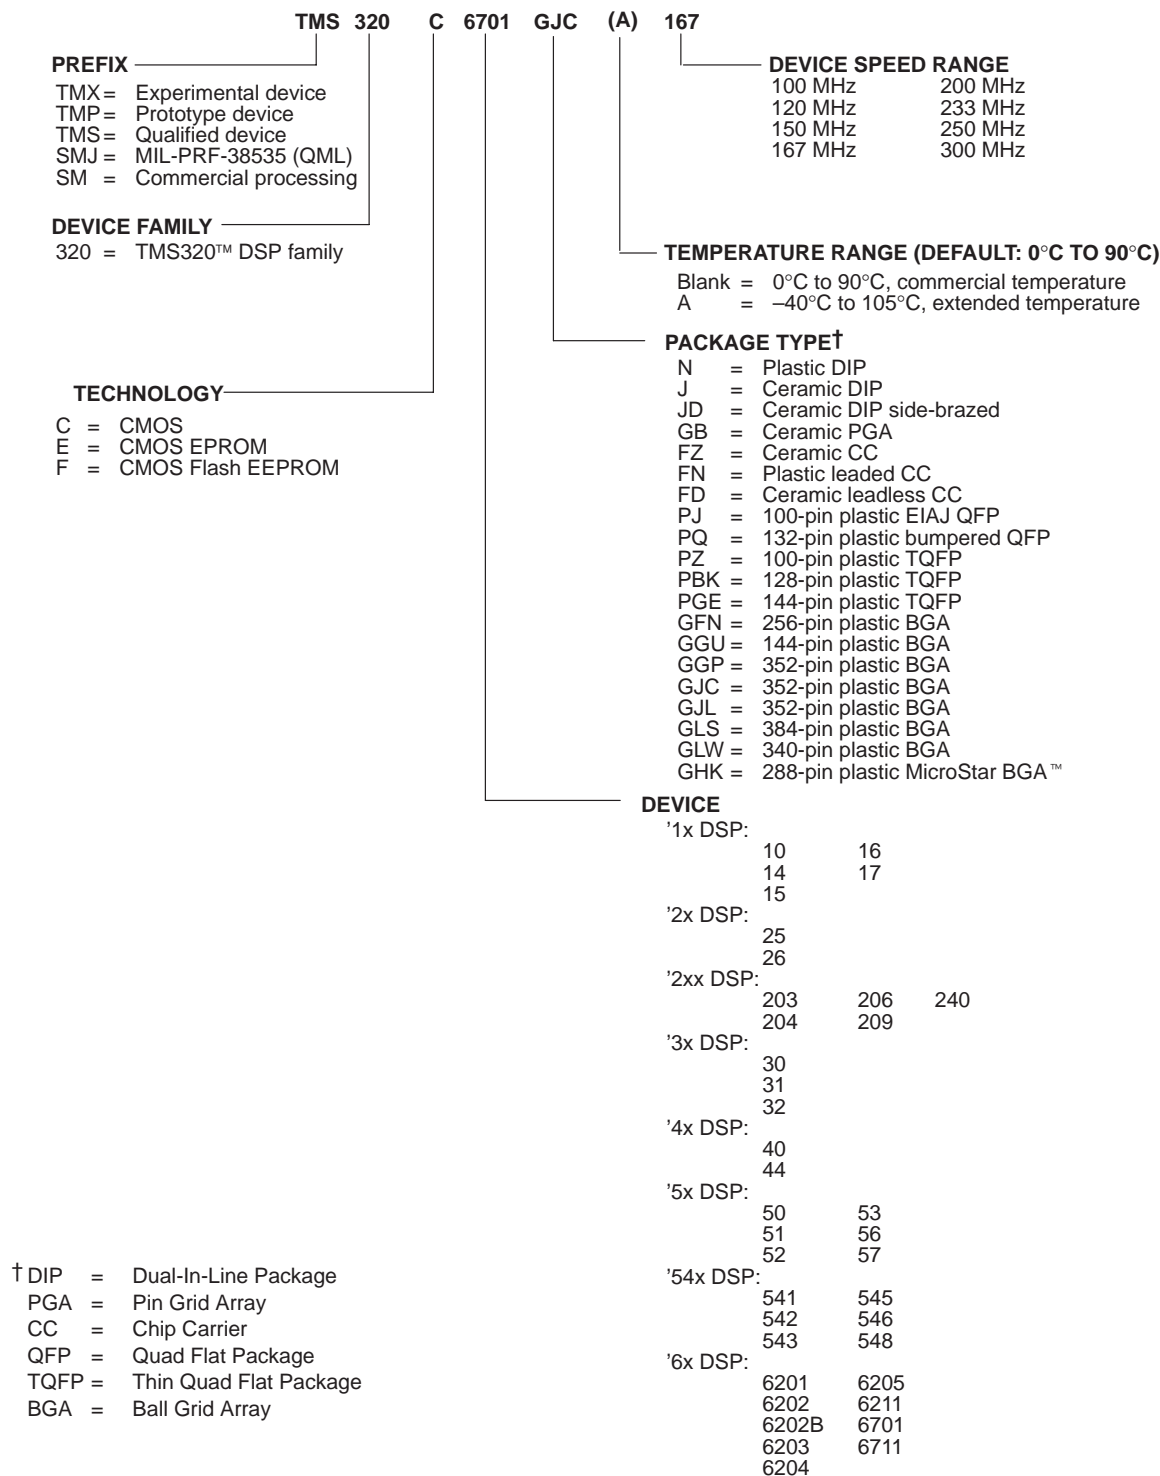 TMS 320 C 6701 GJC (A) 167
PREFIX
TMX = Experimental device
TMP = Prototype device
TMS = Qualified device
SMJ = MIL-PRF-38535 (QML)
SM = Commercial processing
DEVICE SPEED RANGE
100 MHz 200 MHz
120 MHz 233 MHz
150 MHz 250 MHz
167 MHz 300 MHz
DEVICE FAMILY
320 = TMS320™ DSP family
TEMPERATURE RANGE (DEFAULT: 0°C TO 90°C)
Blank = 0°C to 90°C, commercial temperature
A = –40°C to 105°C, extended temperature
PACKAGE TYPE†
N = Plastic DIP
J = Ceramic DIP
JD = Ceramic DIP side-brazed
GB = Ceramic PGA
FZ = Ceramic CC
FN = Plastic leaded CC
FD = Ceramic leadless CC
PJ = 100-pin plastic EIAJ QFP
PQ = 132-pin plastic bumpered QFP
PZ = 100-pin plastic TQFP
PBK = 128-pin plastic TQFP
PGE = 144-pin plastic TQFP
GFN = 256-pin plastic BGA
GGU = 144-pin plastic BGA
GGP = 352-pin plastic BGA
GJC = 352-pin plastic BGA
GJL = 352-pin plastic BGA
GLS = 384-pin plastic BGA
GLW = 340-pin plastic BGA
GHK = 288-pin plastic MicroStar BGA™
TECHNOLOGY
C = CMOS
E = CMOS EPROM
F = CMOS Flash EEPROM
DEVICE
’1x DSP:
10 16
14 17
15
’2x DSP:
25
26
’2xx DSP:
203 206 240
204 209
’3x DSP:
30
31
32
’4x DSP:
40
44
’5x DSP:
50 53
51 56
52 57
’54x DSP:
541 545
542 546
543 548
’6x DSP:
6201 6205
6202 6211
6202B 6701
6203 6711
6204
† DIP = Dual-In-Line Package
PGA = Pin Grid Array
CC = Chip Carrier
QFP = Quad Flat Package
TQFP = Thin Quad Flat Package
BGA = Ball Grid Array